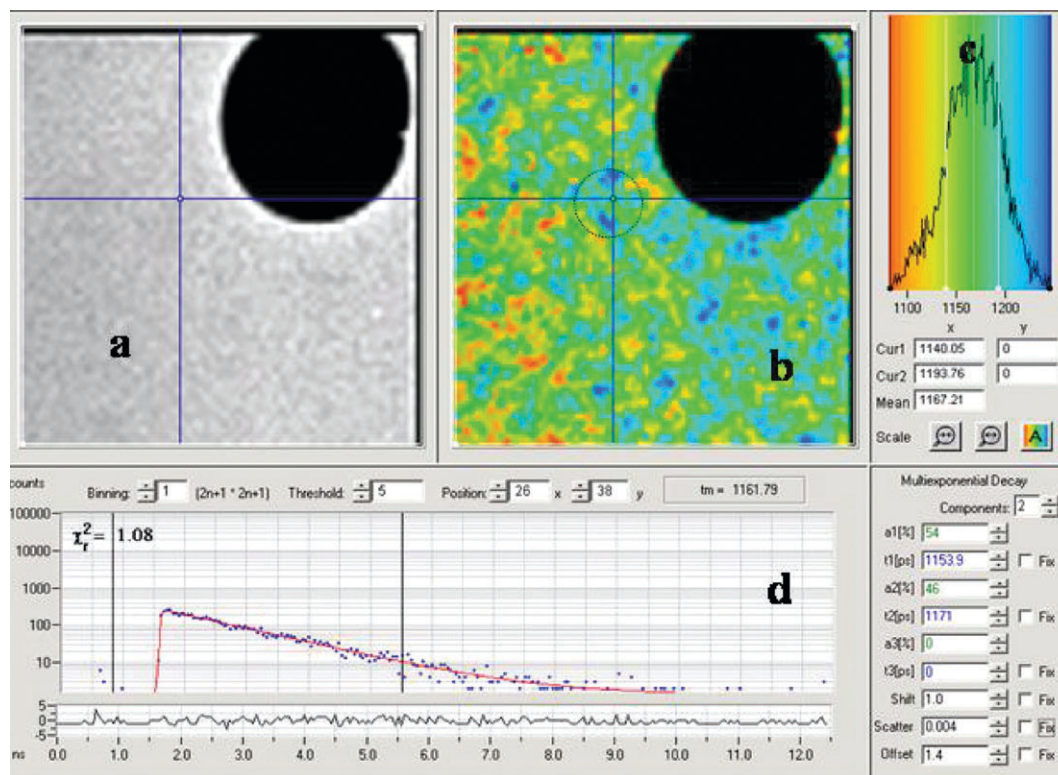 a
b
c
1100 1150 1200
x y
Cur1 1140.05 0
Cur2 1193.76 0
Mean 1167.21
Scale A
counts Binning: 1 (2n+1 * 2n+1) Threshold: 5 Position: 26 x 38 y tm = 1161.79
100000
10000
1000
100
10
χr² = 1.08
d
5
0
-5
ns 0.0 1.0 2.0 3.0 4.0 5.0 6.0 7.0 8.0 9.0 10.0 11.0 12.0
Multiexponential Decay
Components: 2
a1[%] 54
t1[ps] 1153.9 Fix
a2[%] 46
t2[ps] 1171 Fix
a3[%] 0
t3[ps] 0 Fix
Shift 1.0 Fix
Scatter 0.004 Fix
Offset 1.4 Fix